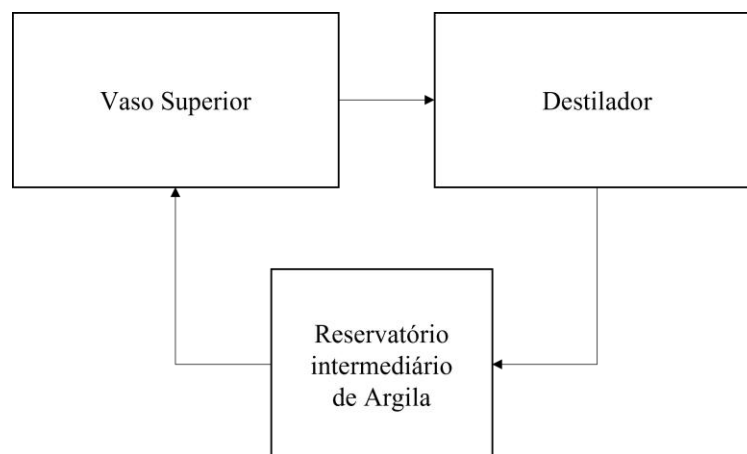 Vaso Superior
Destilador
Reservatório
intermediário
de Argila